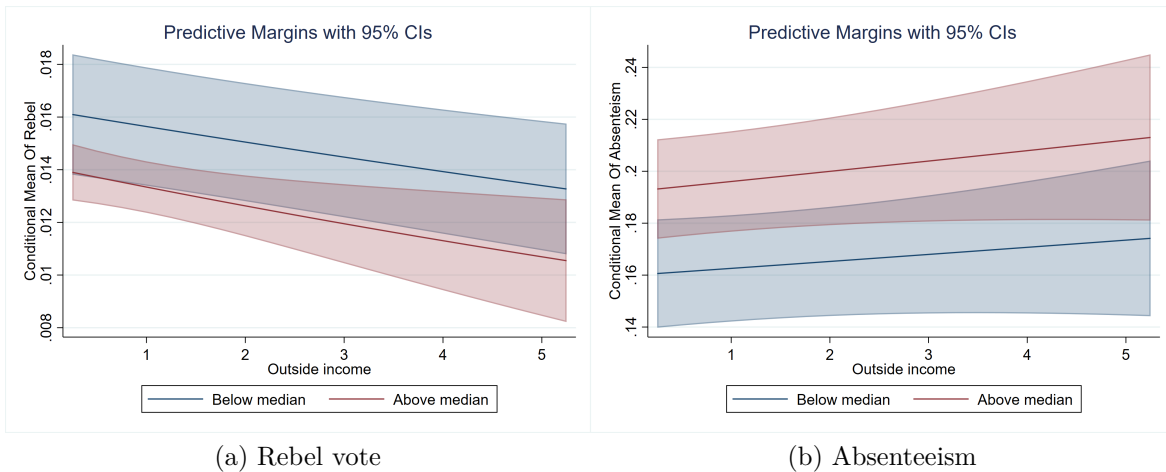 Predictive Margins with 95% CIs
Conditional Mean Of Rebel
.018
.016
.014
.012
.01
.008
1 2 3 4 5
Outside income
Below median Above median
(a) Rebel vote
Predictive Margins with 95% CIs
Conditional Mean Of Absenteeism
.24
.22
.2
.18
.16
.14
1 2 3 4 5
Outside income
Below median Above median
(b) Absenteeism